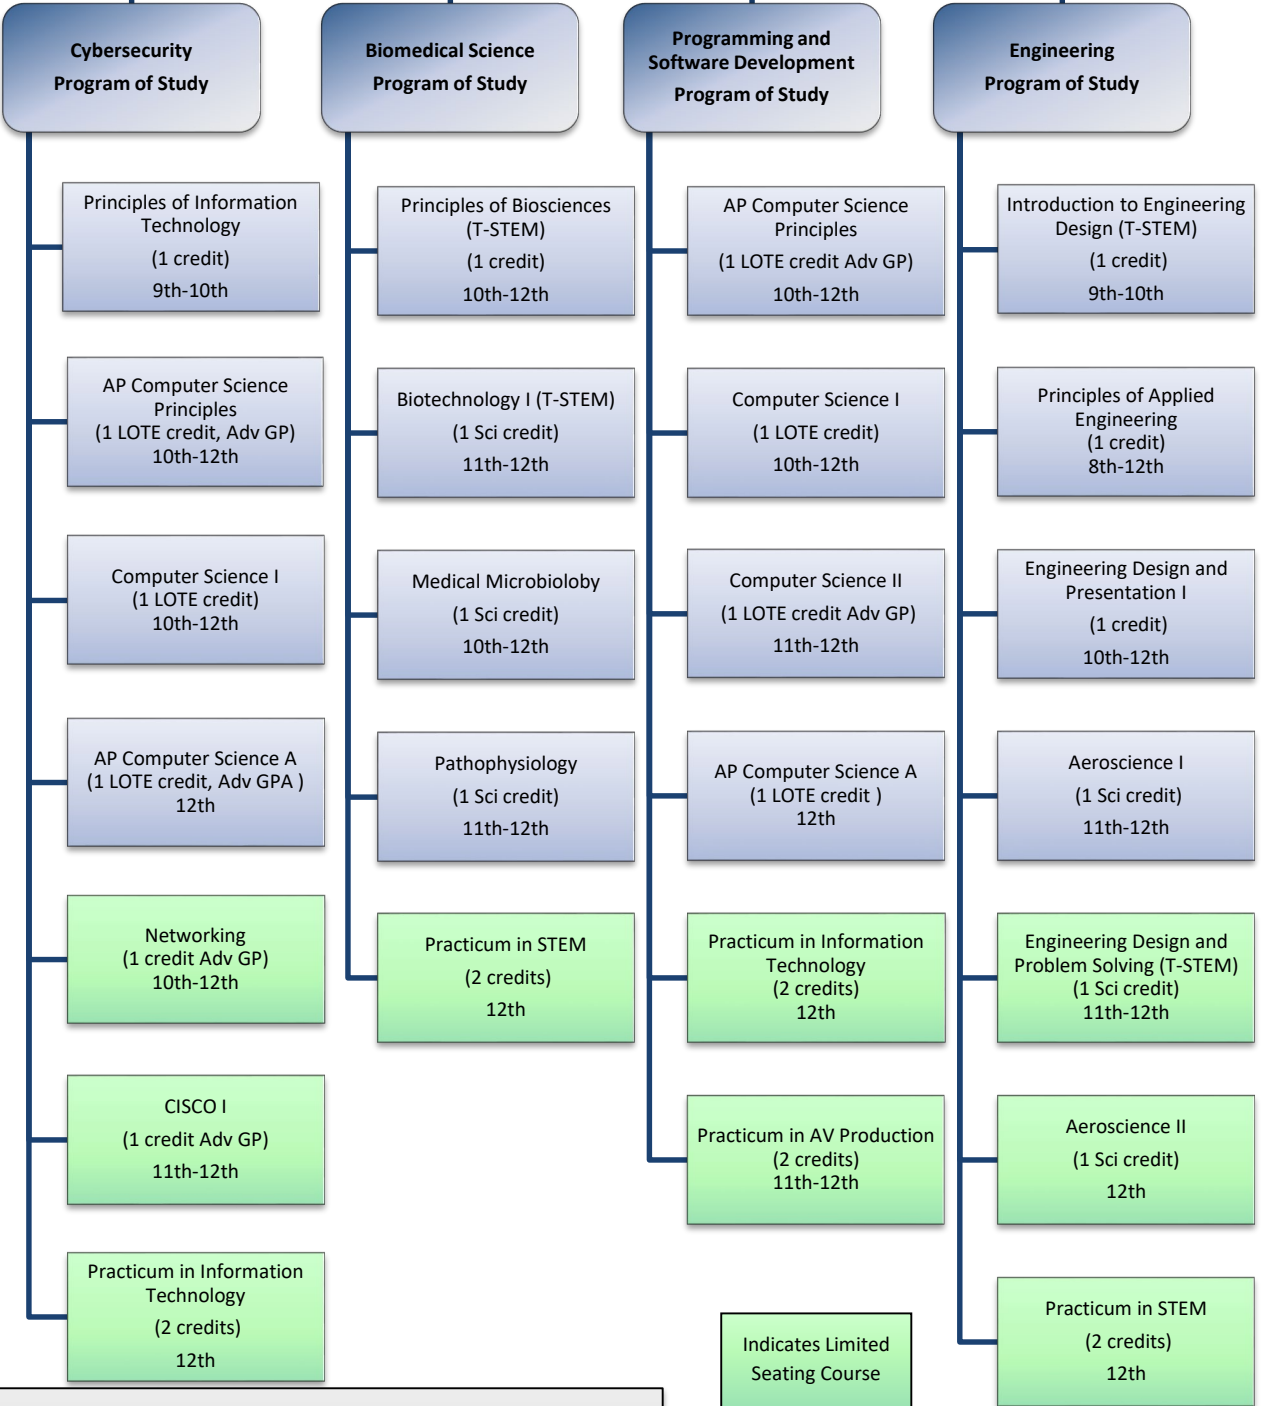 Cybersecurity
Program of Study
Principles of Information
Technology
(1 credit)
9th-10th
AP Computer Science
Principles
(1 LOTE credit, Adv GP)
10th-12th
Computer Science I
(1 LOTE credit)
10th-12th
AP Computer Science A
(1 LOTE credit, Adv GPA )
12th
Networking
(1 credit Adv GP)
10th-12th
CISCO I
(1 credit Adv GP)
11th-12th
Practicum in Information
Technology
(2 credits)
12th
Biomedical Science
Program of Study
Principles of Biosciences
(T-STEM)
(1 credit)
10th-12th
Biotechnology I (T-STEM)
(1 Sci credit)
11th-12th
Medical Microbioloby
(1 Sci credit)
10th-12th
Pathophysiology
(1 Sci credit)
11th-12th
Practicum in STEM
(2 credits)
12th
Programming and
Software Development
Program of Study
AP Computer Science
Principles
(1 LOTE credit Adv GP)
10th-12th
Computer Science I
(1 LOTE credit)
10th-12th
Computer Science II
(1 LOTE credit Adv GP)
11th-12th
AP Computer Science A
(1 LOTE credit )
12th
Practicum in Information
Technology
(2 credits)
12th
Practicum in AV Production
(2 credits)
11th-12th
Engineering
Program of Study
Introduction to Engineering
Design (T-STEM)
(1 credit)
9th-10th
Principles of Applied
Engineering
(1 credit)
8th-12th
Engineering Design and
Presentation I
(1 credit)
10th-12th
Aeroscience I
(1 Sci credit)
11th-12th
Engineering Design and
Problem Solving (T-STEM)
(1 Sci credit)
11th-12th
Aeroscience II
(1 Sci credit)
12th
Practicum in STEM
(2 credits)
12th
Indicates Limited
Seating Course